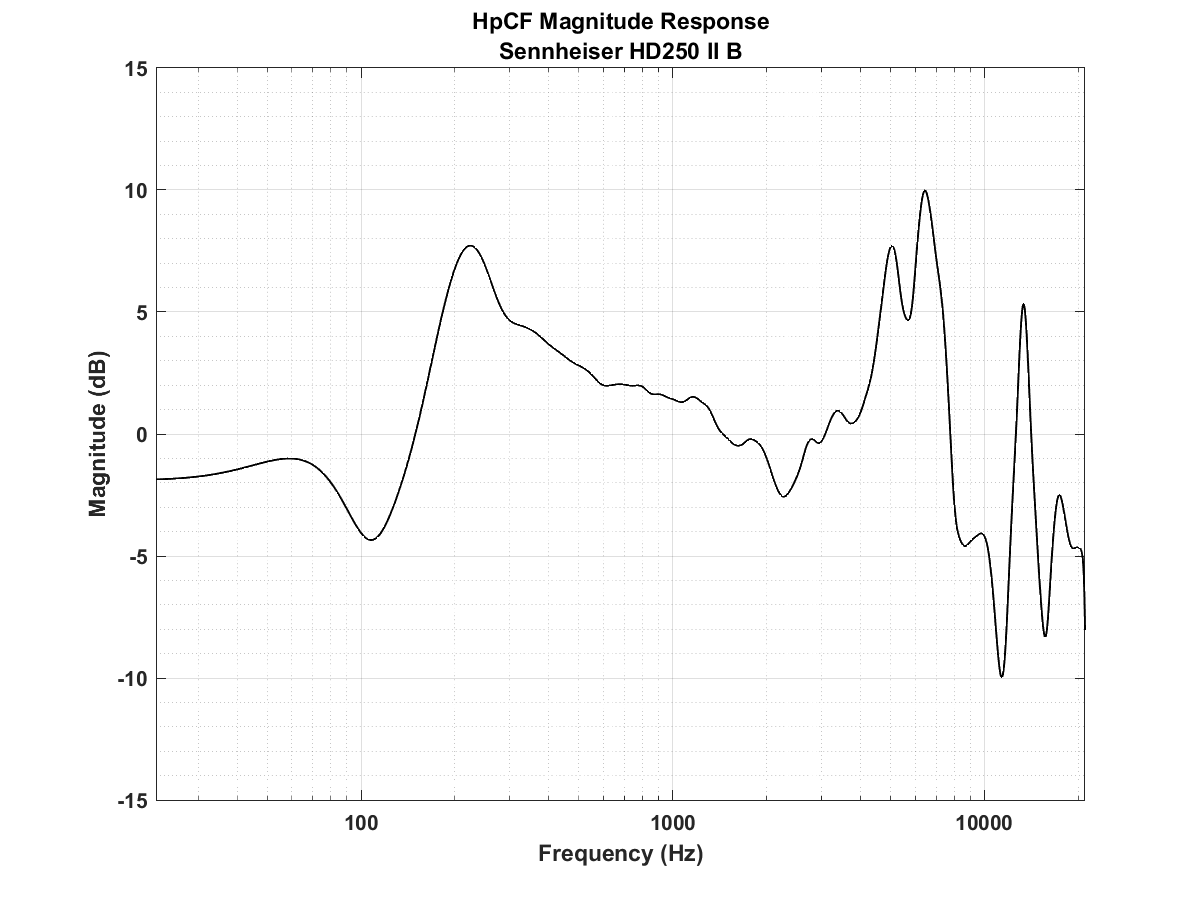 HpCF Magnitude Response
Sennheiser HD250 II B
15
10
5
0
-5
-10
-15
Magnitude (dB)
100
1000
10000
Frequency (Hz)